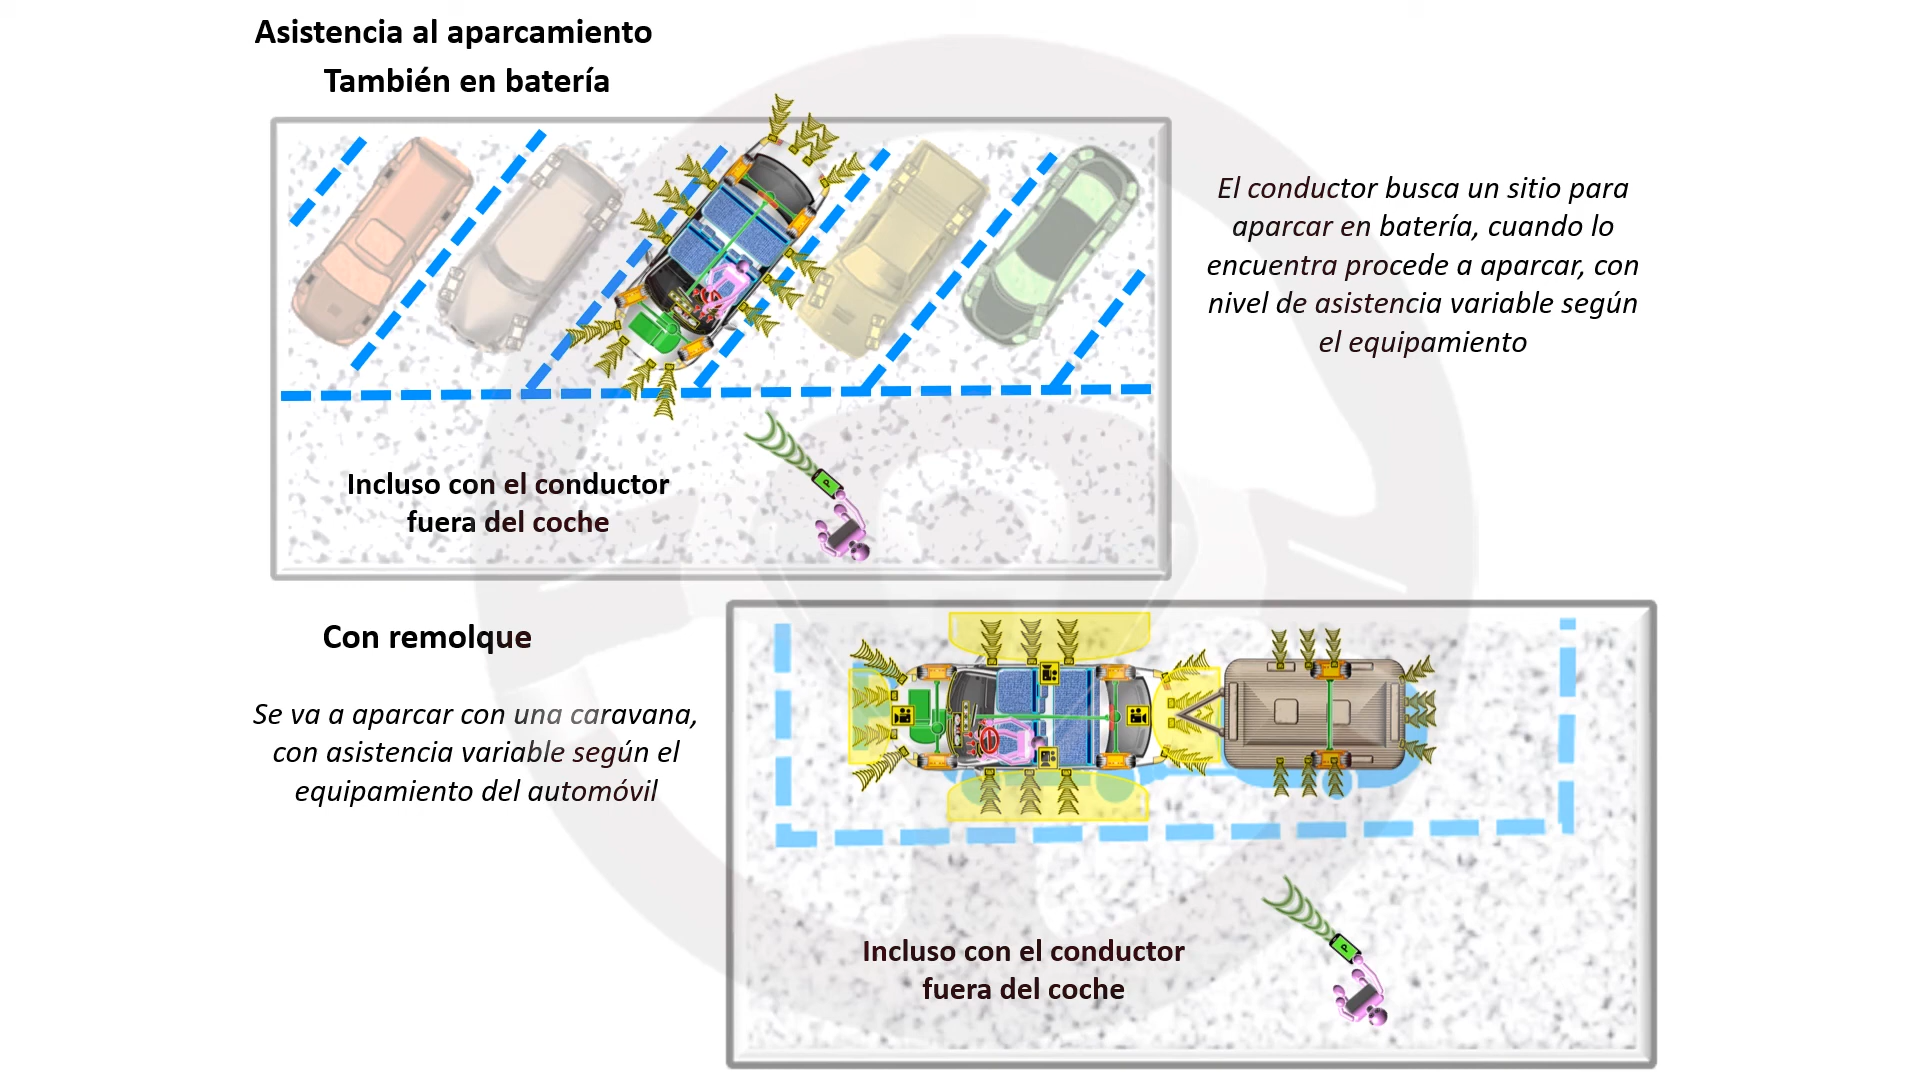 Asistencia al aparcamiento
También en batería
El conductor busca un sitio para
aparcar en batería, cuando lo
encuentra procede a aparcar, con
nivel de asistencia variable según
el equipamiento
P
Incluso con el conductor
fuera del coche
Con remolque
Se va a aparcar con una caravana,
con asistencia variable según el
equipamiento del automóvil
P
Incluso con el conductor
fuera del coche